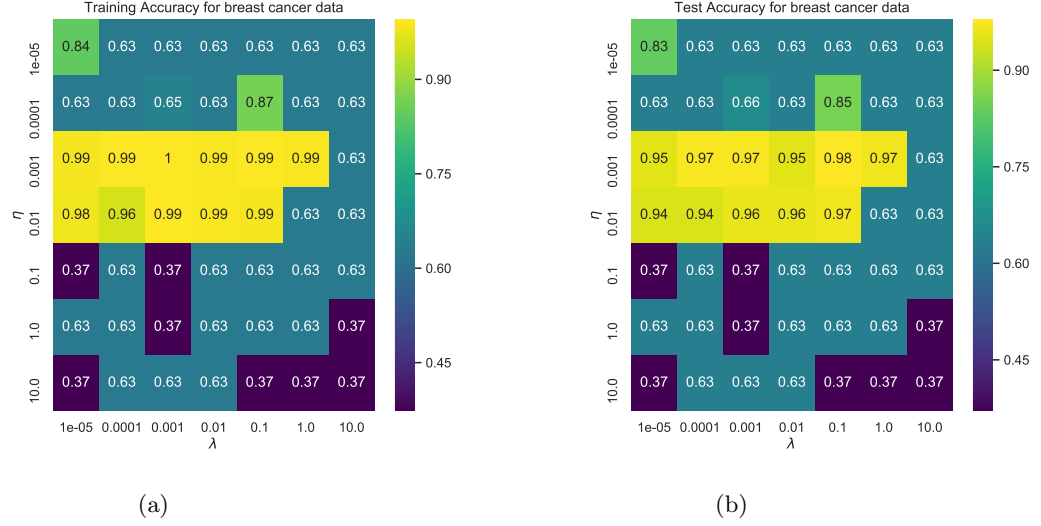 Training Accuracy for breast cancer data
1e-05 0.84 0.63 0.63 0.63 0.63 0.63 0.63
0.0001 0.63 0.63 0.65 0.63 0.87 0.63 0.63
0.001 0.99 0.99 1 0.99 0.99 0.99 0.63
0.01 0.98 0.96 0.99 0.99 0.99 0.63 0.63
0.1 0.37 0.63 0.37 0.63 0.63 0.63 0.63
1.0 0.63 0.63 0.37 0.63 0.63 0.63 0.37
10.0 0.37 0.63 0.63 0.63 0.37 0.37 0.37
η
1e-05 0.0001 0.001 0.01 0.1 1.0 10.0
λ
0.90
0.75
0.60
0.45
(a)
Test Accuracy for breast cancer data
1e-05 0.83 0.63 0.63 0.63 0.63 0.63 0.63
0.0001 0.63 0.63 0.66 0.63 0.85 0.63 0.63
0.001 0.95 0.97 0.97 0.95 0.98 0.97 0.63
0.01 0.94 0.94 0.96 0.96 0.97 0.63 0.63
0.1 0.37 0.63 0.37 0.63 0.63 0.63 0.63
1.0 0.63 0.63 0.37 0.63 0.63 0.63 0.37
10.0 0.37 0.63 0.63 0.63 0.37 0.37 0.37
η
1e-05 0.0001 0.001 0.01 0.1 1.0 10.0
λ
0.90
0.75
0.60
0.45
(b)